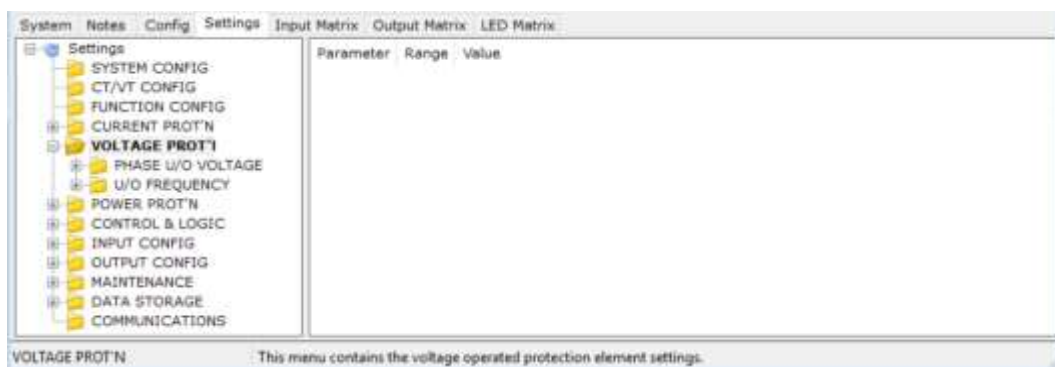 System Notes Config Settings Input Matrix Output Matrix LED Matrix
Settings
Parameter Range Value
SYSTEM CONFIG
CT/VT CONFIG
FUNCTION CONFIG
CURRENT PROT'N
VOLTAGE PROT'I
PHASE U/O VOLTAGE
U/O FREQUENCY
POWER PROT'N
CONTROL & LOGIC
INPUT CONFIG
OUTPUT CONFIG
MAINTENANCE
DATA STORAGE
COMMUNICATIONS
VOLTAGE PROT'N This menu contains the voltage operated protection element settings.